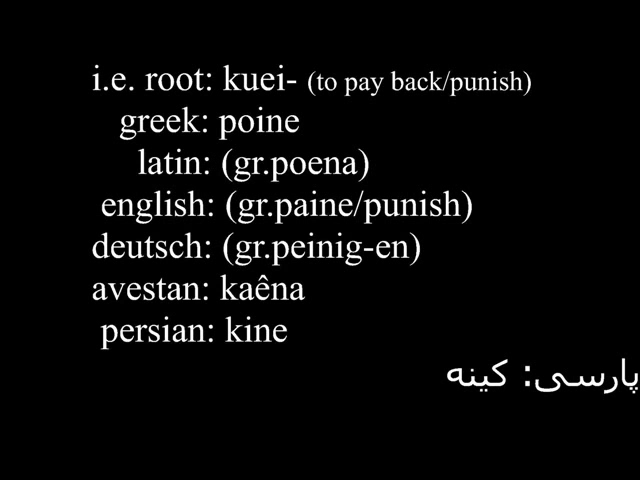 i.e. root: kuei- (to pay back/punish)
greek: poine
latin: (gr.poena)
english: (gr.paine/punish)
deutsch: (gr.peinig-en)
avestan: kaêna
persian: kine
پارسی: کینه